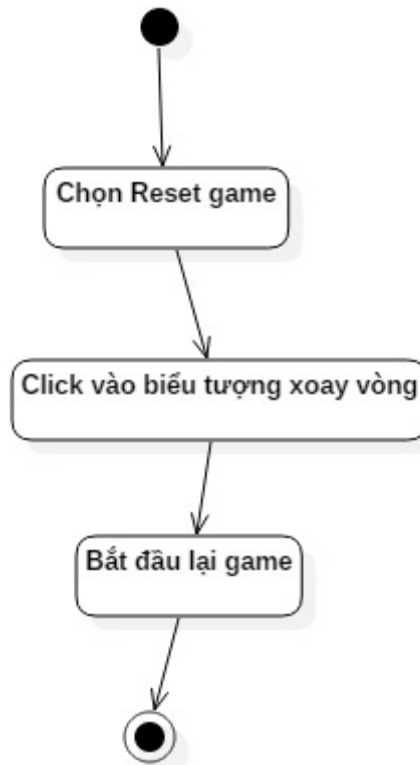 Chọn Reset game
Click vào biểu tượng xoay vòng
Bắt đầu lại game